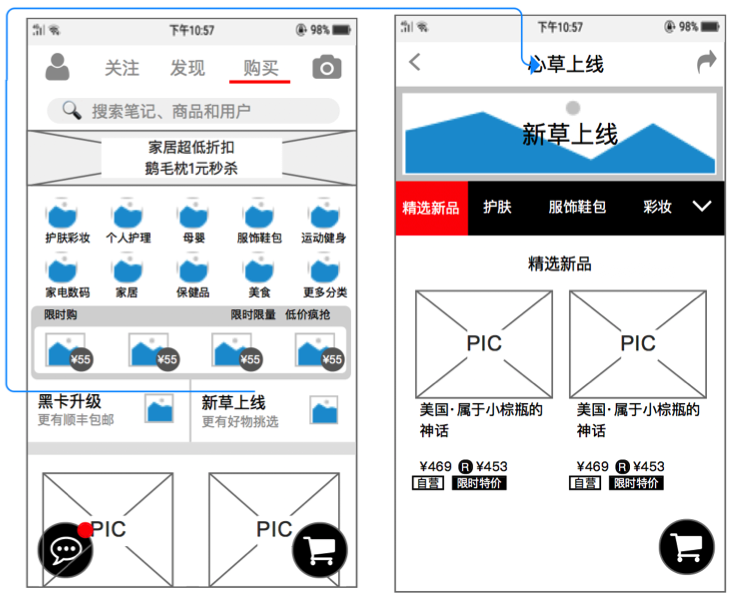 下午10:57
98%
关注
发现
购买
搜索笔记、商品和用户
家居超低折扣
鹅毛枕1元秒杀
护肤彩妆
个人护理
母婴
服饰鞋包
运动健身
家电数码
家居
保健品
美食
更多分类
限时购
限时限量 低价疯抢
¥55
¥55
¥55
¥55
黑卡升级
更有顺丰包邮
新草上线
更有好物挑选
PIC
PIC
下午10:57
98%
心草上线
新草上线
精选新品
护肤
服饰鞋包
彩妆
精选新品
PIC
PIC
美国·属于小棕瓶的
神话
¥469 R ¥453
自营 限时特价
美国·属于小棕瓶的
神话
¥469 R ¥453
自营 限时特价